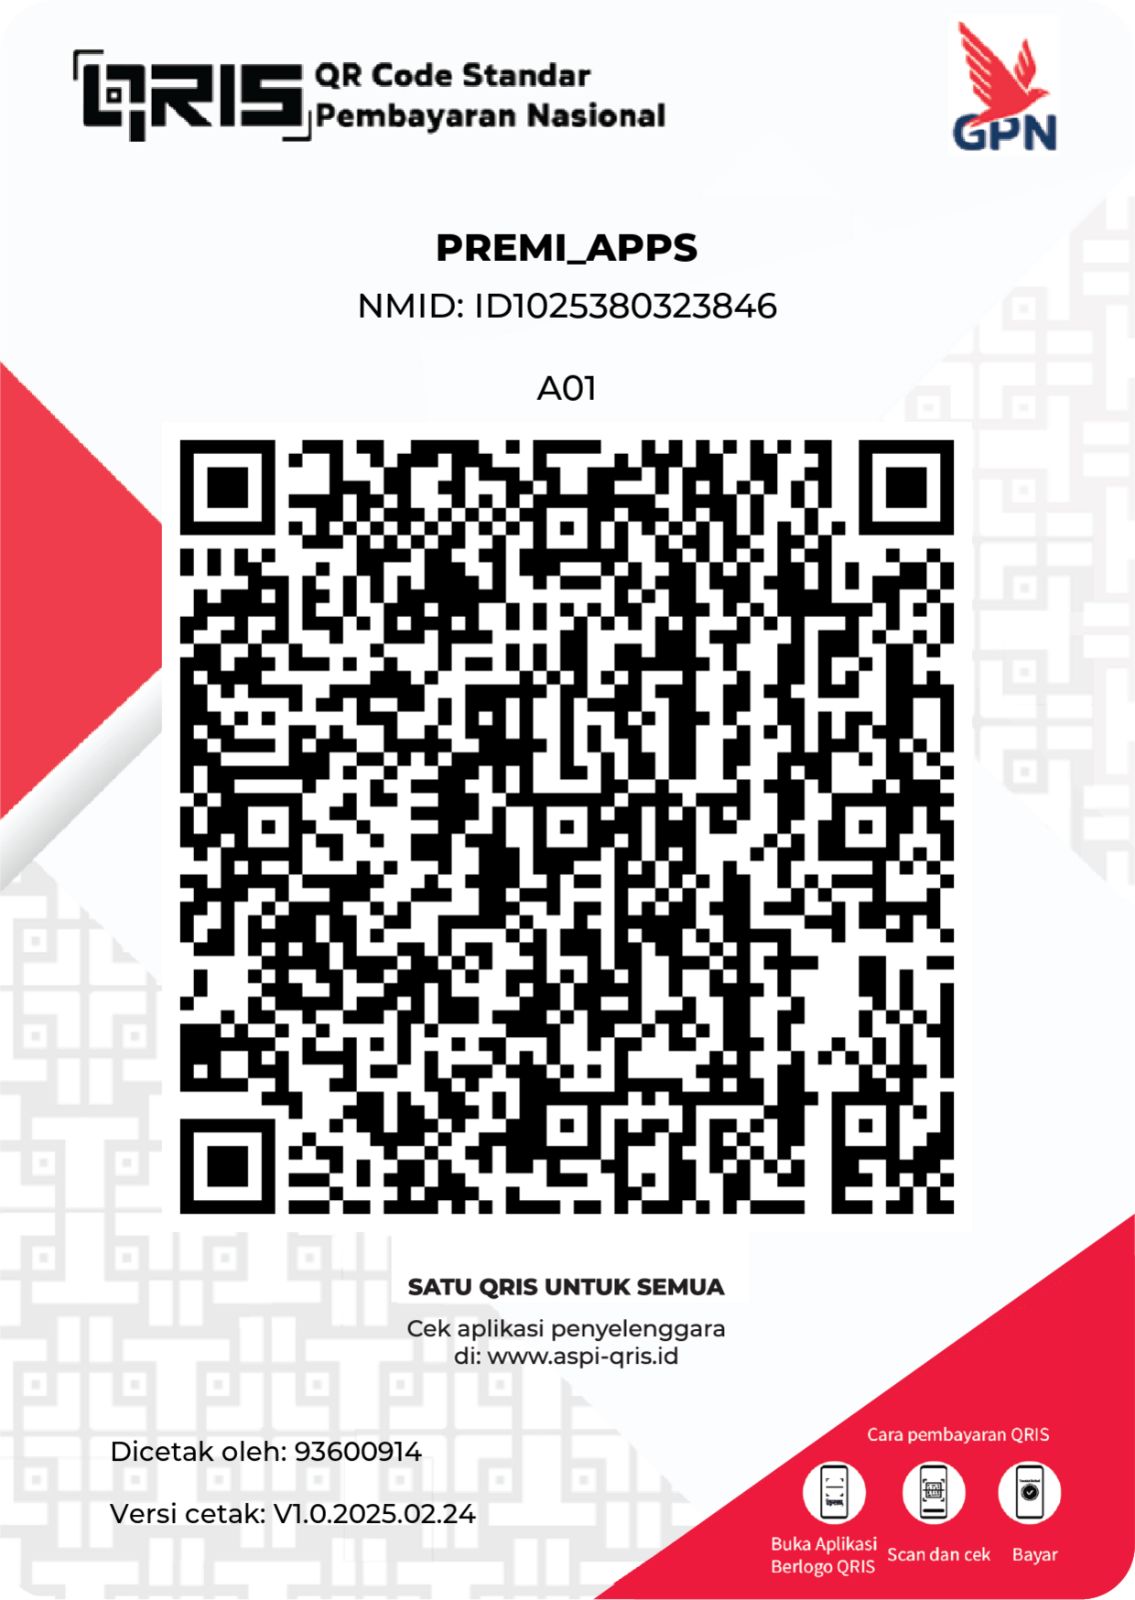 QRIS QR Code Standar
Pembayaran Nasional
GPN
PREMI_APPS
NMID: ID1025380323846
A01
SATU QRIS UNTUK SEMUA
Cek aplikasi penyelenggara
di: www.aspi-qris.id
Dicetak oleh: 93600914
Versi cetak: V1.0.2025.02.24
Cara pembayaran QRIS
Buka Aplikasi
Berlogo QRIS
Scan dan cek
Bayar